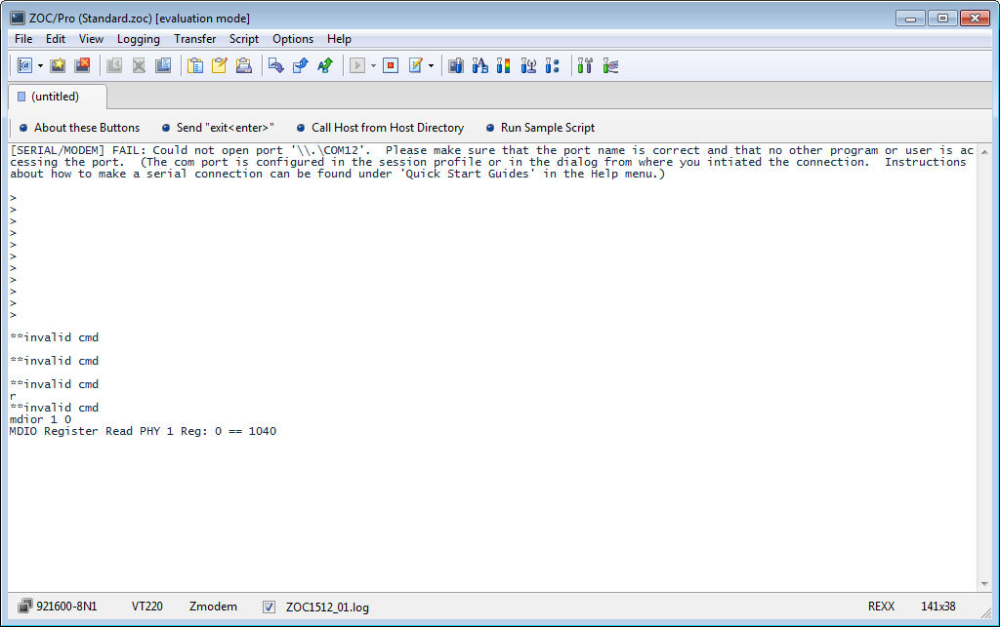 ZOC/Pro (Standard.zoc) [evaluation mode]
File Edit View Logging Transfer Script Options Help
(untitled)
About these Buttons Send "exit<enter>" Call Host from Host Directory Run Sample Script
[SERIAL/MODEM] FAIL: Could not open port '\\.\COM12'.  Please make sure that the port name is correct and that no other program or user is ac
cessing the port.  (The com port is configured in the session profile or in the dialog from where you intiated the connection.  Instructions
about how to make a serial connection can be found under 'Quick Start Guides' in the Help menu.)
>
>
>
>
>
>
>
>
>
>
>
**invalid cmd
**invalid cmd
**invalid cmd
r
**invalid cmd
mdior 1 0
MDIO Register Read PHY 1 Reg: 0 == 1040
921600-8N1 VT220 Zmodem ZOC1512_01.log REXX 141x38